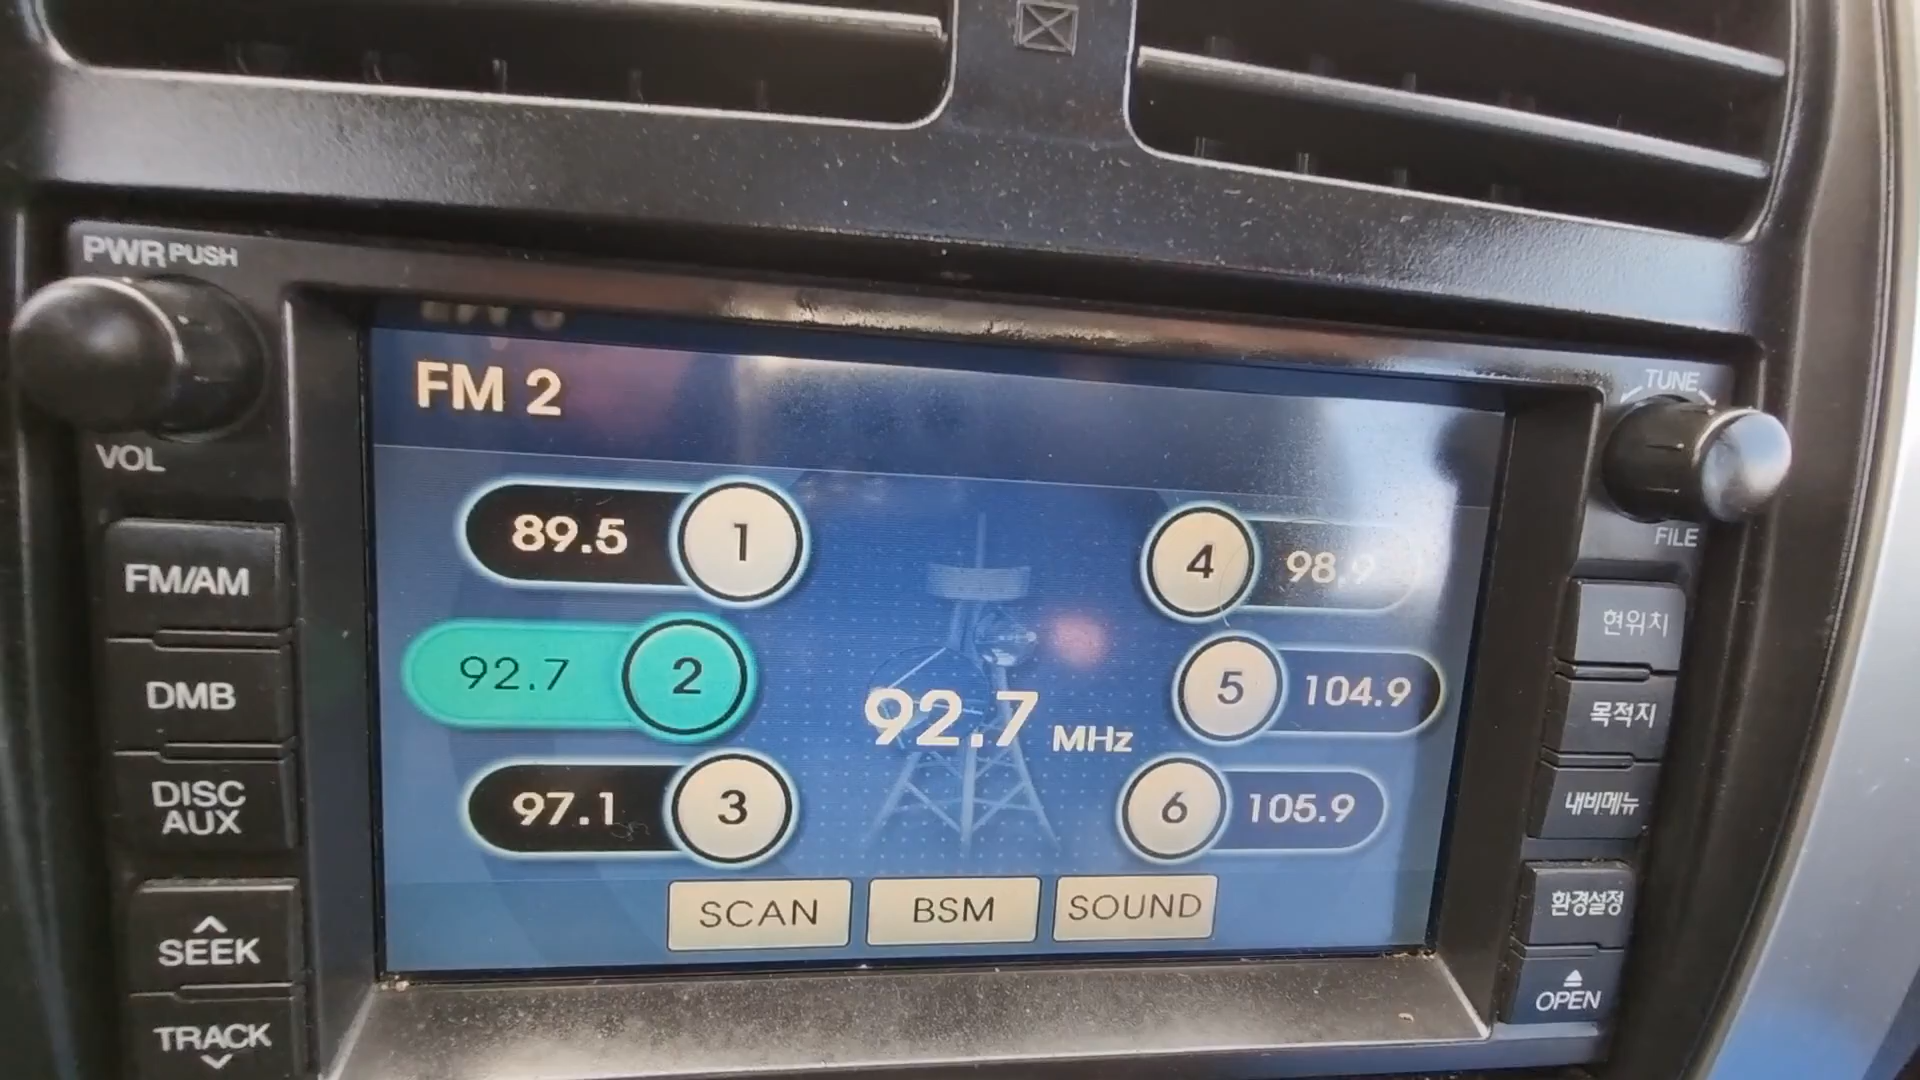 PWR PUSH
VOL
FM/AM
DMB
DISC
AUX
SEEK
TRACK
FM 2
89.5 1
92.7 2
97.1 3
92.7 MHz
4 98.9
5 104.9
6 105.9
SCAN BSM SOUND
TUNE
FILE
현위치
목적지
내비메뉴
환경설정
OPEN